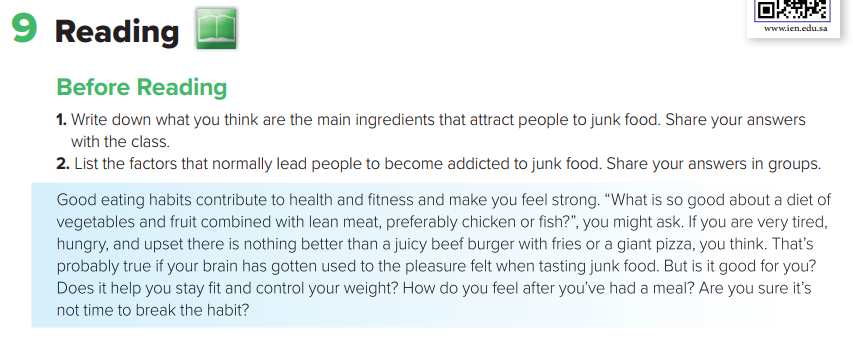 www.ien.edu.sa
9 Reading
Before Reading
1. Write down what you think are the main ingredients that attract people to junk food. Share your answers
with the class.
2. List the factors that normally lead people to become addicted to junk food. Share your answers in groups.
Good eating habits contribute to health and fitness and make you feel strong. “What is so good about a diet of
vegetables and fruit combined with lean meat, preferably chicken or fish?”, you might ask. If you are very tired,
hungry, and upset there is nothing better than a juicy beef burger with fries or a giant pizza, you think. That’s
probably true if your brain has gotten used to the pleasure felt when tasting junk food. But is it good for you?
Does it help you stay fit and control your weight? How do you feel after you’ve had a meal? Are you sure it’s
not time to break the habit?